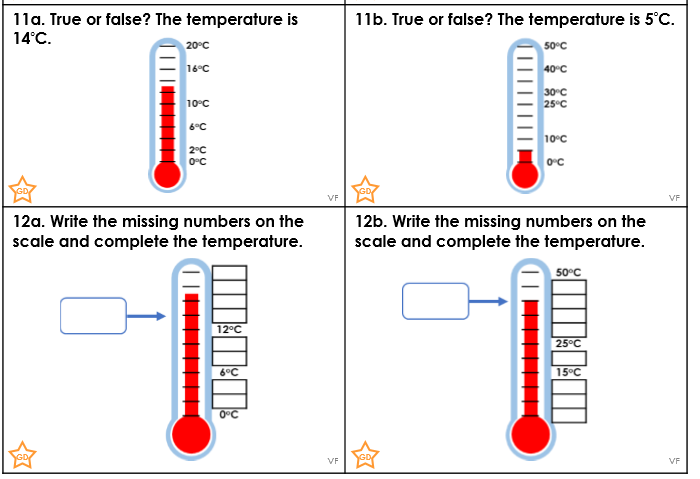 11a. True or false? The temperature is
14°C.
20°C
16°C
10°C
6°C
2°C
0°C
GD
VF
11b. True or false? The temperature is 5°C.
50°C
40°C
30°C
25°C
10°C
0°C
GD
VF
12a. Write the missing numbers on the
scale and complete the temperature.
12°C
6°C
0°C
GD
VF
12b. Write the missing numbers on the
scale and complete the temperature.
50°C
25°C
15°C
GD
VF